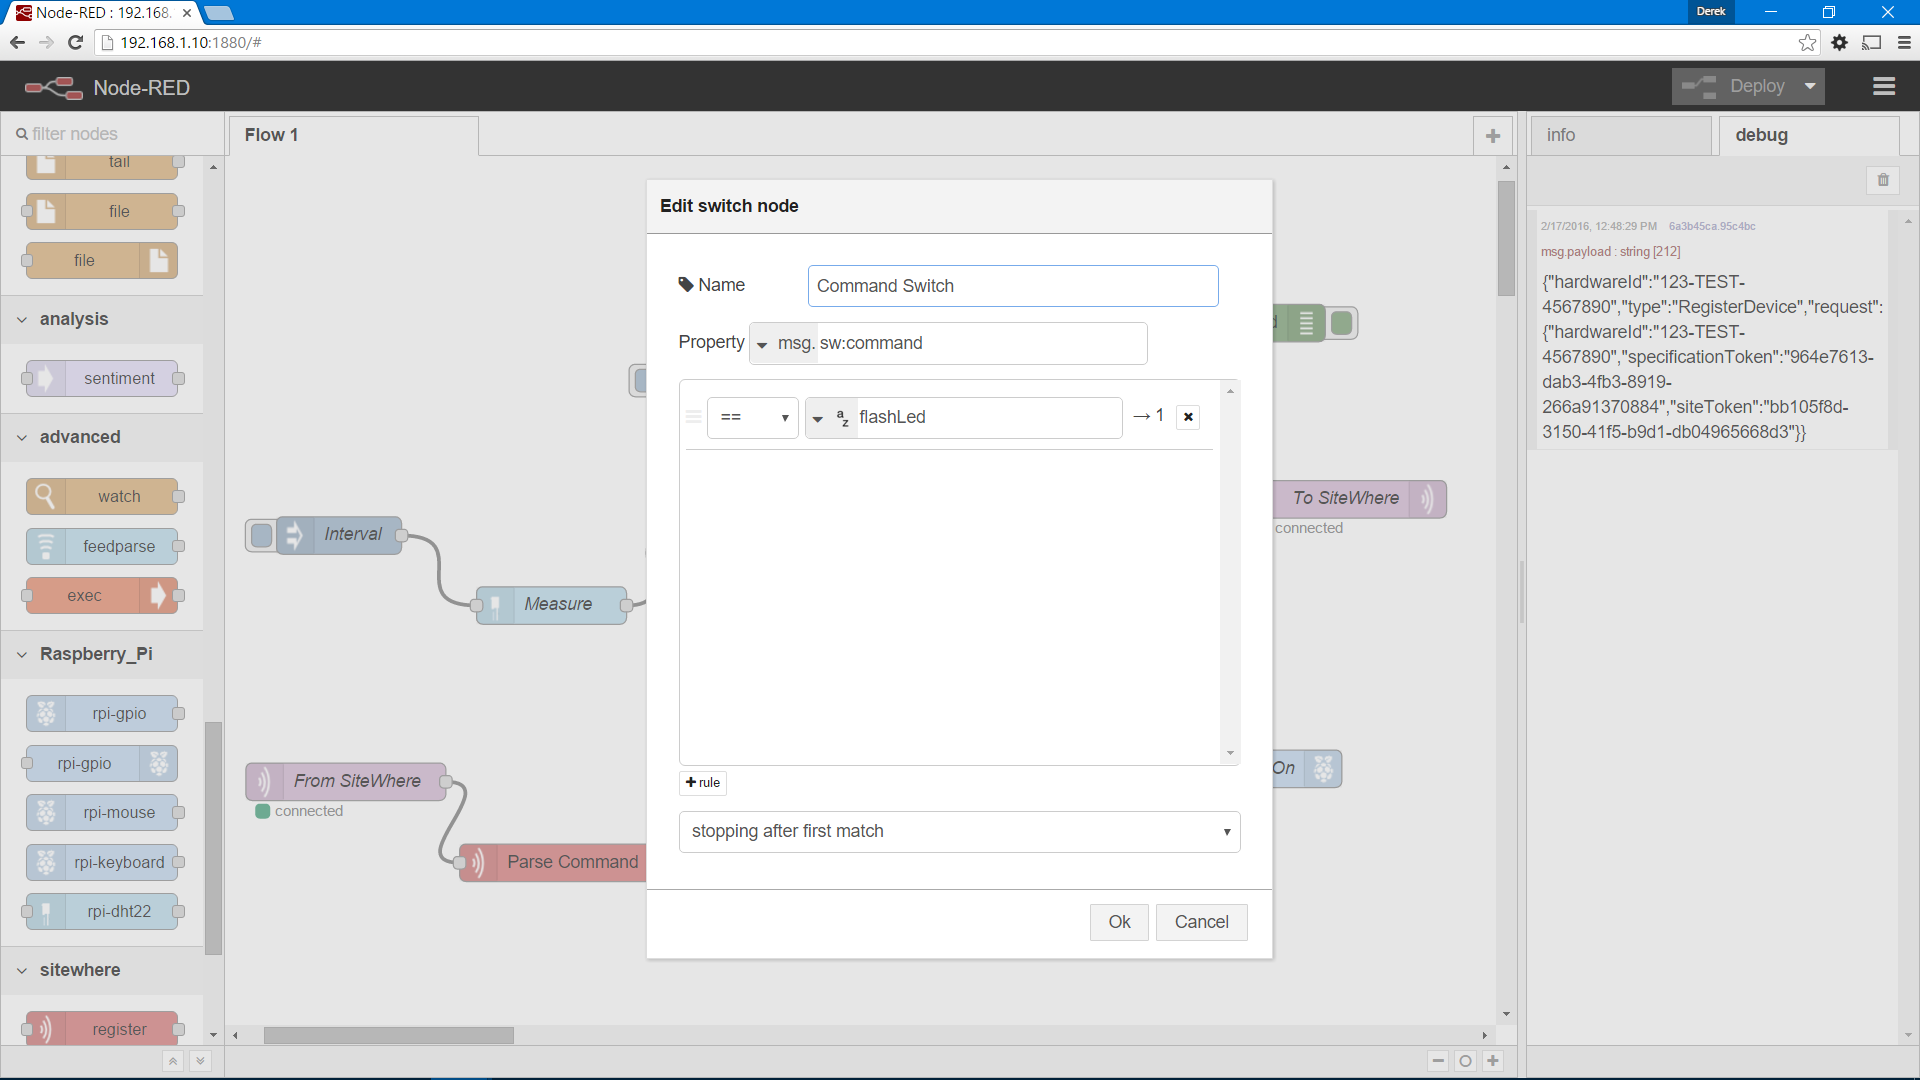 Node-RED : 192.168.
Derek
192.168.1.10:1880/#
Node-RED
Deploy
filter nodes
Flow 1
info
debug
tail
file
file
analysis
sentiment
advanced
watch
feedparse
exec
Raspberry_Pi
rpi-gpio
rpi-gpio
rpi-mouse
rpi-keyboard
rpi-dht22
sitewhere
register
Interval
Measure
From SiteWhere
connected
Parse Command
Edit switch node
Name
Command Switch
Property
msg. sw:command
==
a
z
flashLed
→ 1
rule
stopping after first match
Ok
Cancel
To SiteWhere
connected
On
2/17/2016, 12:48:29 PM 6a3b45ca.95c4bc
msg.payload : string [212]
{"hardwareId":"123-TEST-
4567890","type":"RegisterDevice","request":
{"hardwareId":"123-TEST-
4567890","specificationToken":"964e7613-
dab3-4fb3-8919-
266a91370884","siteToken":"bb105f8d-
3150-41f5-b9d1-db04965668d3"}}